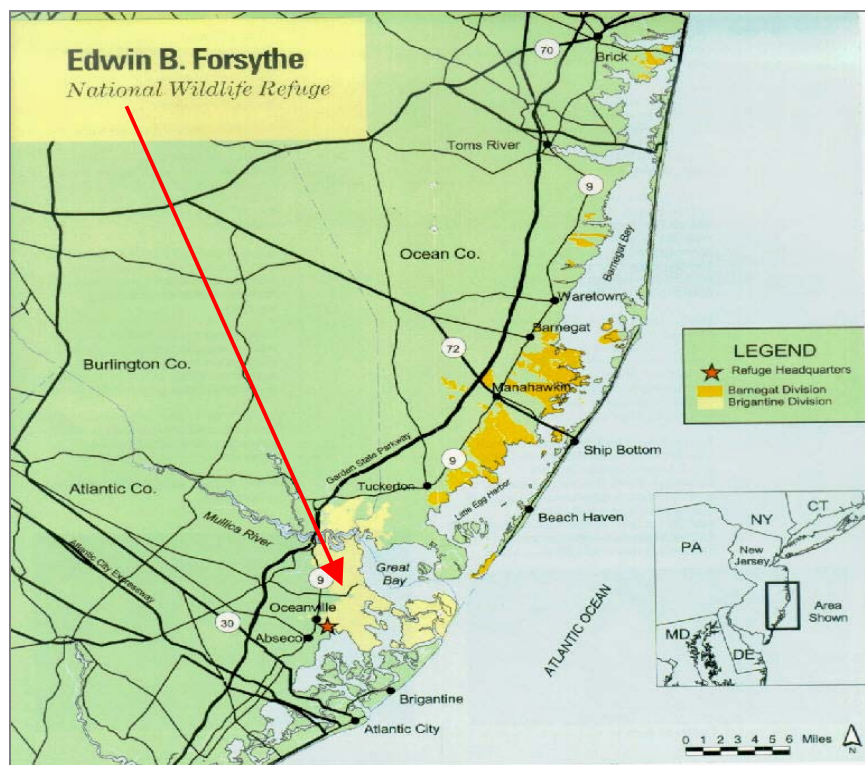 Edwin B. Forsythe
National Wildlife Refuge
70
Brick
Toms River
9
Ocean Co.
Barnegat Bay
Waretown
Barnegat
72
Burlington Co.
LEGEND
Refuge Headquarters
Barnegat Division
Brigantine Division
Manahawkin
Garden State Parkway
9
Ship Bottom
Tuckerton
Atlantic Co.
Little Egg Harbor
Beach Haven
Mullica River
Atlantic City Expressway
Great
Bay
9
Oceanville
30
Abseco
ATLANTIC OCEAN
Brigantine
Atlantic City
NY
CT
PA
New
Jersey
Area
Shown
MD
DE
0 1 2 3 4 5 6 Miles
N